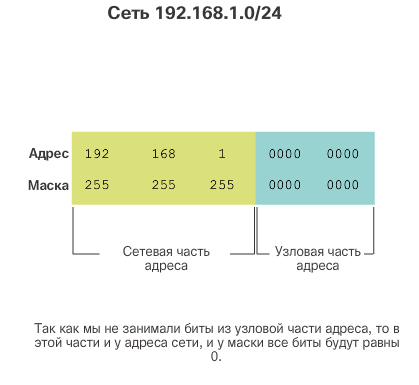 Сеть 192.168.1.0/24
Адрес 192 168 1 0000 0000
Маска 255 255 255 0000 0000
Сетевая часть
адреса
Узловая часть
адреса
Так как мы не занимали биты из узловой части адреса, то в
этой части и у адреса сети, и у маски все биты будут равны
0.